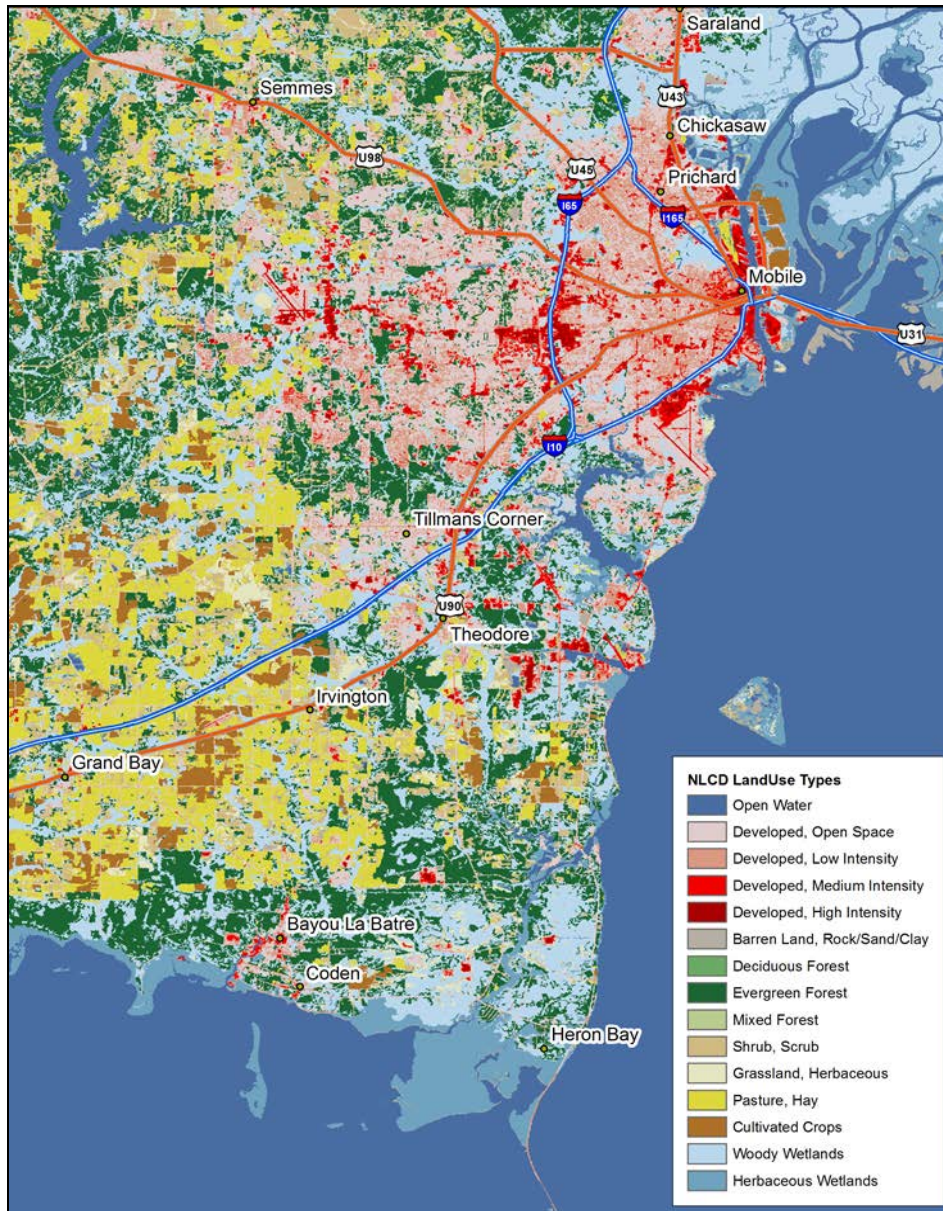 Saraland
U43
Semmes
Chickasaw
U98
U45
Prichard
I65
I165
Mobile
U31
I10
Tillmans Corner
U90
Theodore
Irvington
Grand Bay
NLCD LandUse Types
Open Water
Developed, Open Space
Developed, Low Intensity
Developed, Medium Intensity
Developed, High Intensity
Barren Land, Rock/Sand/Clay
Deciduous Forest
Evergreen Forest
Mixed Forest
Shrub, Scrub
Grassland, Herbaceous
Pasture, Hay
Cultivated Crops
Woody Wetlands
Herbaceous Wetlands
Bayou La Batre
Coden
Heron Bay